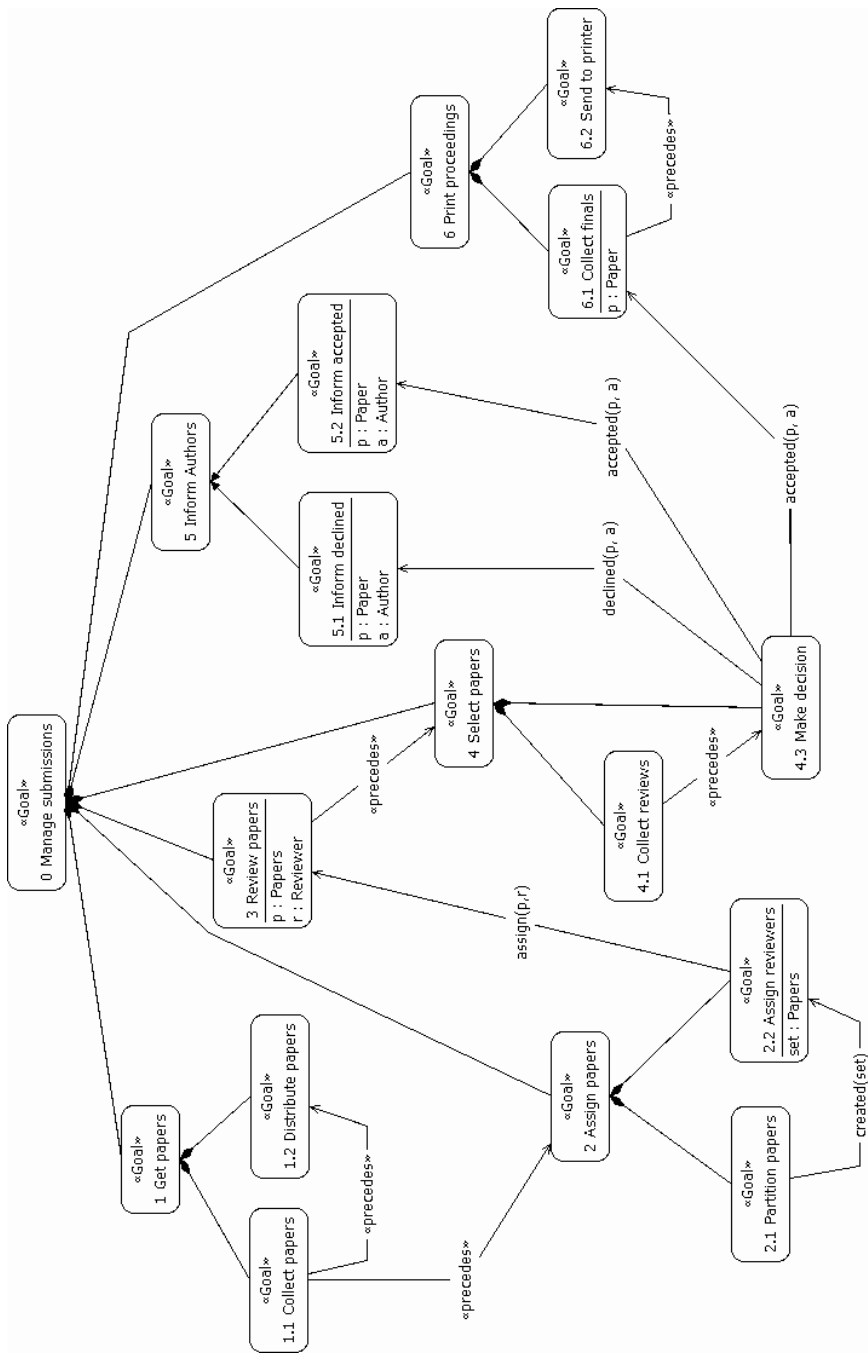 «Goal»
0 Manage submissions
«Goal»
1 Get papers
«Goal»
1.1 Collect papers
«Goal»
1.2 Distribute papers
«precedes»
«precedes»
«Goal»
2 Assign papers
«Goal»
2.1 Partition papers
«Goal»
2.2 Assign reviewers
set : Papers
created(set)
assign(p,r)
«Goal»
3 Review papers
p : Papers
r : Reviewer
«precedes»
«Goal»
4 Select papers
«Goal»
4.1 Collect reviews
«precedes»
«Goal»
4.3 Make decision
declined(p, a)
accepted(p, a)
accepted(p, a)
«Goal»
5 Inform Authors
«Goal»
5.1 Inform declined
p : Paper
a : Author
«Goal»
5.2 Inform accepted
p : Paper
a : Author
«Goal»
6 Print proceedings
«Goal»
6.1 Collect finals
p : Paper
«Goal»
6.2 Send to printer
«precedes»